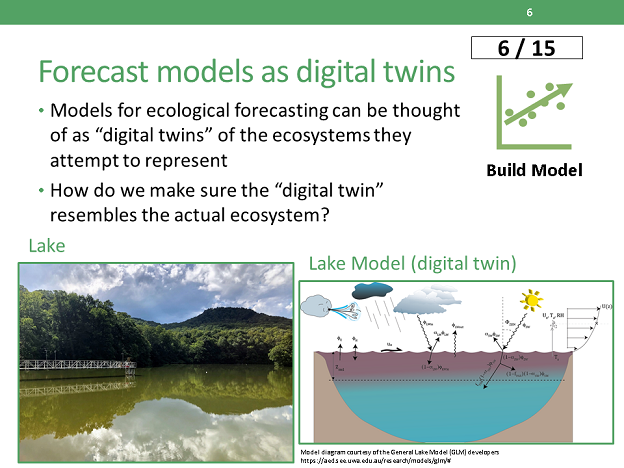 6
6 / 15
Forecast models as digital twins
• Models for ecological forecasting can be thought
of as “digital twins” of the ecosystems they
attempt to represent
• How do we make sure the “digital twin”
resembles the actual ecosystem?
Build Model
Lake
Lake Model (digital twin)
Model diagram courtesy of the General Lake Model (GLM) developers
https://aed.see.uwa.edu.au/research/models/glm/#